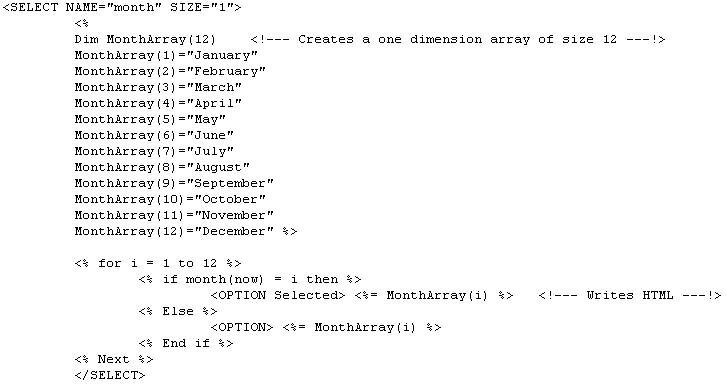 <SELECT NAME="month" SIZE="1">
<%
Dim MonthArray(12) <!--- Creates a one dimension array of size 12 ---!>
MonthArray(1)="January"
MonthArray(2)="February"
MonthArray(3)="March"
MonthArray(4)="April"
MonthArray(5)="May"
MonthArray(6)="June"
MonthArray(7)="July"
MonthArray(8)="August"
MonthArray(9)="September"
MonthArray(10)="October"
MonthArray(11)="November"
MonthArray(12)="December" %>
<% for i = 1 to 12 %>
<% if month(now) = i then %>
<OPTION Selected> <%= MonthArray(i) %> <!--- Writes HTML ---!>
<% Else %>
<OPTION> <%= MonthArray(i) %>
<% End if %>
<% Next %>
</SELECT>